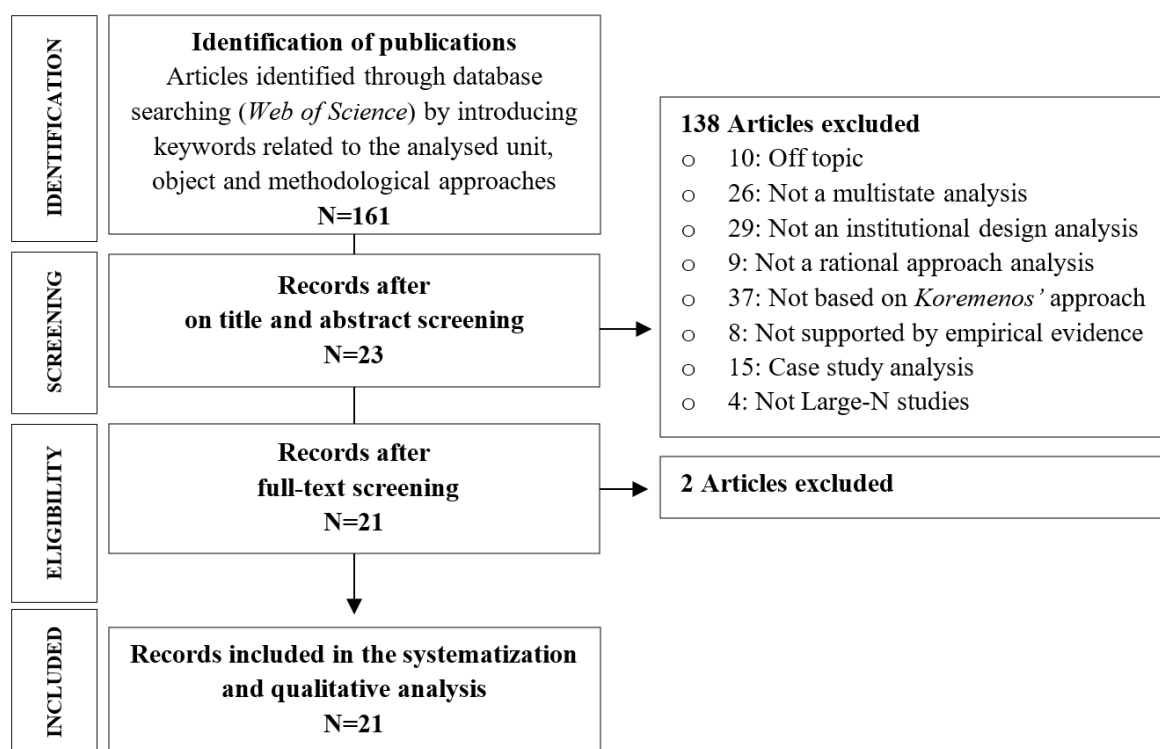 IDENTIFICATION
Identification of publications
Articles identified through database
searching (Web of Science) by introducing
keywords related to the analysed unit,
object and methodological approaches
N=161
SCREENING
Records after
on title and abstract screening
N=23
138 Articles excluded
o 10: Off topic
o 26: Not a multistate analysis
o 29: Not an institutional design analysis
o 9: Not a rational approach analysis
o 37: Not based on Koremenos’ approach
o 8: Not supported by empirical evidence
o 15: Case study analysis
o 4: Not Large-N studies
ELIGIBILITY
Records after
full-text screening
N=21
2 Articles excluded
INCLUDED
Records included in the systematization
and qualitative analysis
N=21